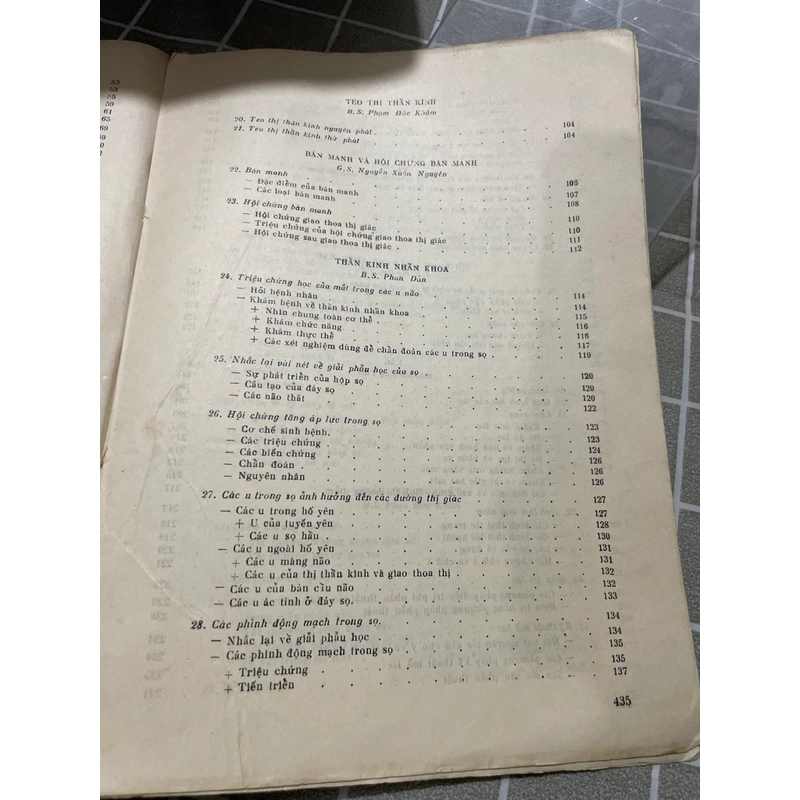 53
53
55
59
61
65
69
69
70
2
TEO THỊ THẦN KINH
B.S. Phạm Đức Khâm
20. Teo thị thần kinh nguyên phát 104
21. Teo thị thần kinh thứ phát 104
BÁN MANH VÀ HỘI CHỨNG BÁN MANH
G.S. Nguyễn Xuân Nguyên
22. Bán manh 106
— Đặc điểm của bán manh 107
— Các loại bán manh 108
23. Hội chứng bán manh 110
— Hội chứng giao thoa thị giác 110
— Triệu chứng của hội chứng giao thoa thị giác 111
— Hội chứng sau giao thoa thị giác 112
THẦN KINH NHÃN KHOA
B.S. Phan Dẫn
24. Triệu chứng học của mắt trong các u não 114
— Hỏi bệnh nhân 114
— Khám bệnh về thần kinh nhãn khoa 115
+ Nhìn chung toàn cơ thể 116
+ Khám chức năng 116
+ Khám thực thể 117
+ Các xét nghiệm dùng để chẩn đoán các u trong sọ 119
25. Nhắc lại vài nét về giải phẫu học của sọ 120
— Sự phát triển của hộp sọ 120
— Cấu tạo của đáy sọ 120
— Các não thất 122
26. Hội chứng tăng áp lực trong sọ 123
— Cơ chế sinh bệnh 123
— Các triệu chứng 124
— Các biến chứng 126
— Chẩn đoán 126
— Nguyên nhân 126
27. Các u trong sọ ảnh hưởng đến các đường thị giác 127
— Các u trong hố yên 127
+ U của tuyến yên 128
+ Các u sọ hầu 130
— Các u ngoài hố yên 131
+ Các u màng não 131
+ Các u của thị thần kinh và giao thoa thị 132
— Các u của bán cầu não 132
— Các u ác tính ở đáy sọ 133
28. Các phình động mạch trong sọ 134
— Nhắc lại về giải phẫu học 134
— Các phình động mạch trong sọ 135
+ Triệu chứng 135
+ Tiến triển 137
435